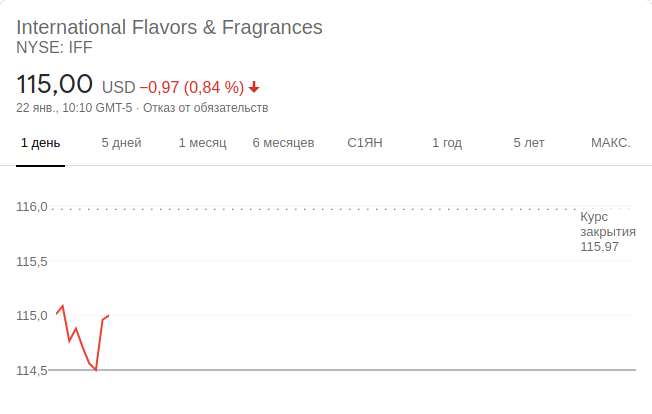 International Flavors & Fragrances
NYSE: IFF
115,00 USD −0,97 (0,84 %)
22 янв., 10:10 GMT-5 · Отказ от обязательств
1 день 5 дней 1 месяц 6 месяцев С1ЯН 1 год 5 лет МАКС.
116,0
Курс
закрытия
115,97
115,5
115,0
114,5